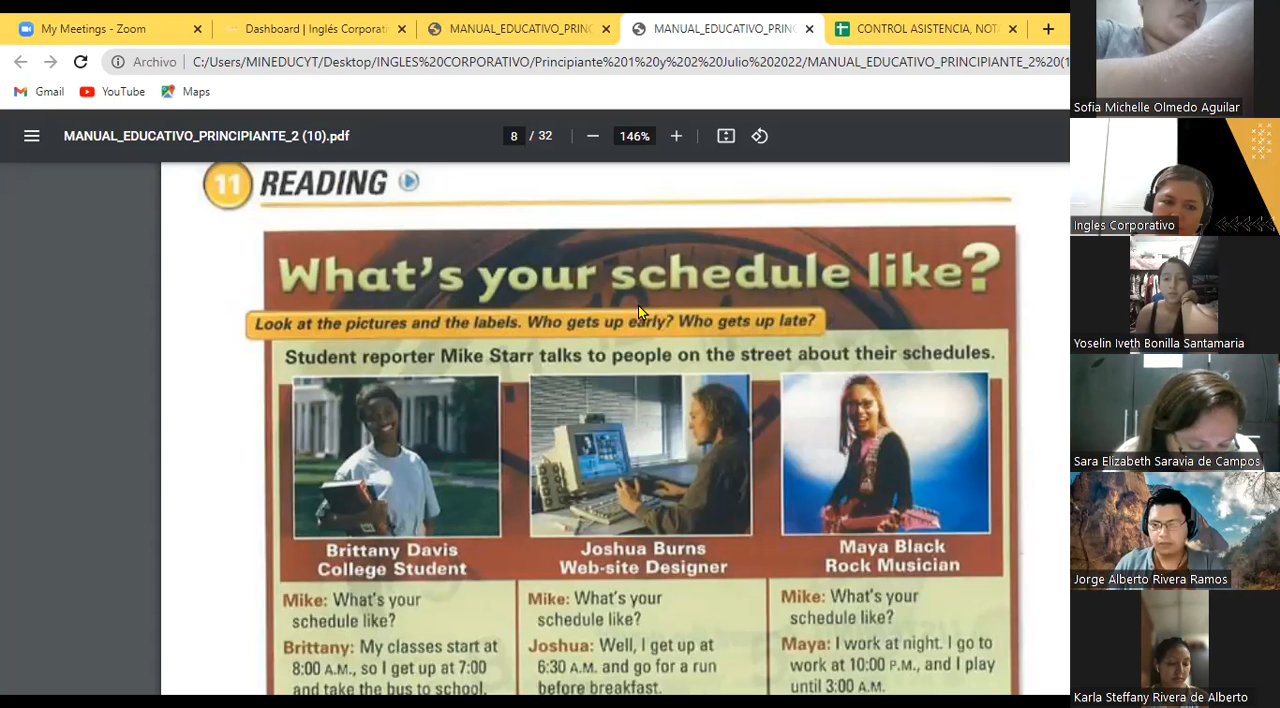 My Meetings - Zoom
Dashboard | Inglés Corporati
MANUAL_EDUCATIVO_PRINC
MANUAL_EDUCATIVO_PRINC
CONTROL ASISTENCIA, NOT
Archivo
C:/Users/MINEDUCYT/Desktop/INGLES%20CORPORATIVO/Principiante%201%20y%202%20Julio%202022/MANUAL_EDUCATIVO_PRINCIPIANTE_2%20(1
Gmail
YouTube
Maps
MANUAL_EDUCATIVO_PRINCIPIANTE_2 (10).pdf
8 / 32
146%
11 READING
What's your schedule like?
Look at the pictures and the labels. Who gets up early? Who gets up late?
Student reporter Mike Starr talks to people on the street about their schedules.
Brittany Davis
College Student
Mike: What's your
schedule like?
Brittany: My classes start at
8:00 A.M., so I get up at 7:00
and take the bus to school.
Joshua Burns
Web-site Designer
Mike: What's your
schedule like?
Joshua: Well, I get up at
6:30 A.M. and go for a run
before breakfast.
Maya Black
Rock Musician
Mike: What's your
schedule like?
Maya: I work at night. I go to
work at 10:00 P.M., and I play
until 3:00 A.M.
Sofia Michelle Olmedo Aguilar
Ingles Corporativo
Yoselin Iveth Bonilla Santamaria
Sara Elizabeth Saravia de Campos
Jorge Alberto Rivera Ramos
Karla Steffany Rivera de Alberto